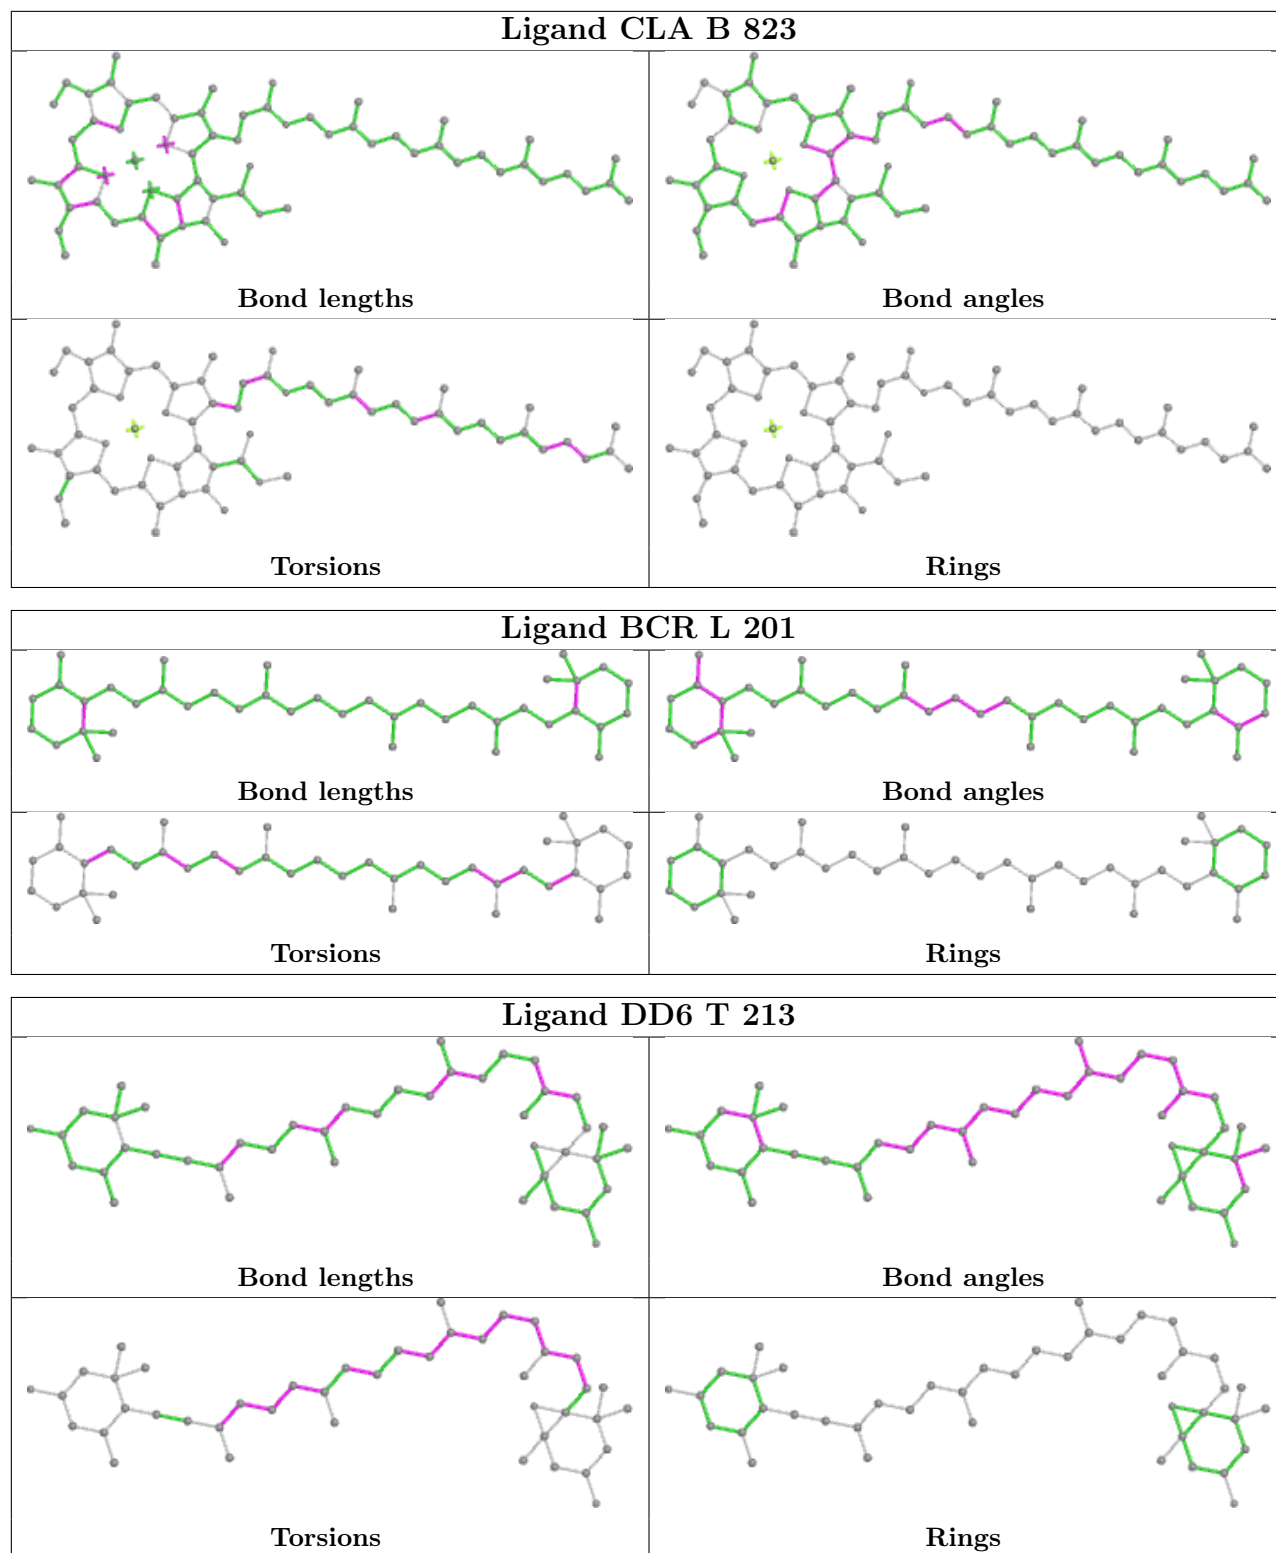 Ligand CLA B 823
Bond lengths
Bond angles
Torsions
Rings
Ligand BCR L 201
Bond lengths
Bond angles
Torsions
Rings
Ligand DD6 T 213
Bond lengths
Bond angles
Torsions
Rings